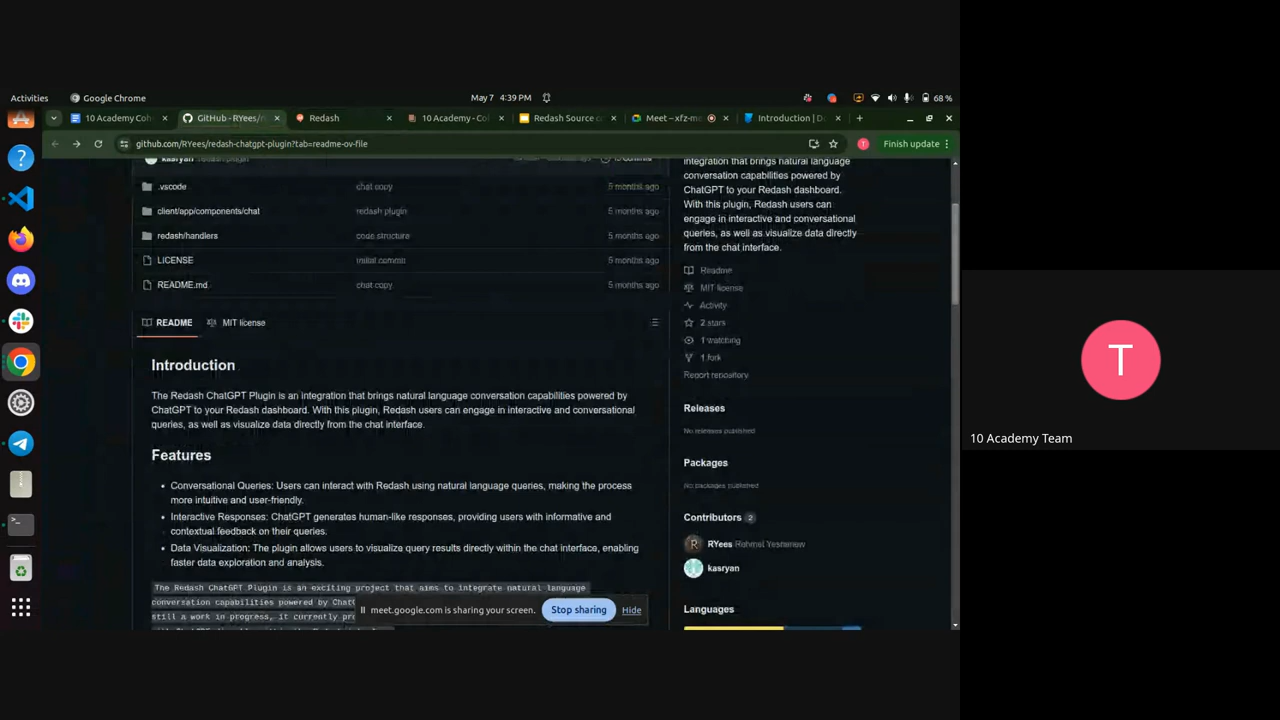 Activities
Google Chrome
May 7 4:39 PM
68 %
10 Academy Coh
GitHub - RYees/r
Redash
10 Academy - Co
Redash Source c
Meet – xfz-m
Introduction | D
github.com/RYees/redash-chatgpt-plugin?tab=readme-ov-file
Finish update
.vscode
chat copy
5 months ago
client/app/components/chat
redash plugin
5 months ago
redash/handlers
code structure
5 months ago
LICENSE
initial commit
5 months ago
README.md
chat copy
5 months ago
README
MIT license
Introduction
The Redash ChatGPT Plugin is an integration that brings natural language conversation capabilities powered by
ChatGPT to your Redash dashboard. With this plugin, Redash users can engage in interactive and conversational
queries, as well as visualize data directly from the chat interface.
Features
Conversational Queries: Users can interact with Redash using natural language queries, making the process
more intuitive and user-friendly.
Interactive Responses: ChatGPT generates human-like responses, providing users with informative and
contextual feedback on their queries.
Data Visualization: The plugin allows users to visualize query results directly within the chat interface, enabling
faster data exploration and analysis.
The Redash ChatGPT Plugin is an exciting project that aims to integrate natural language
conversation capabilities powered by Chat
still a work in progress, it currently pr
meet.google.com is sharing your screen.
Stop sharing
Hide
integration that brings natural language
conversation capabilities powered by
ChatGPT to your Redash dashboard.
With this plugin, Redash users can
engage in interactive and conversational
queries, as well as visualize data directly
from the chat interface.
Readme
MIT license
Activity
2 stars
1 watching
1 fork
Report repository
Releases
No releases published
Packages
No packages published
Contributors 2
RYees Rahmet Yesmanew
kasryan
Languages
T
10 Academy Team